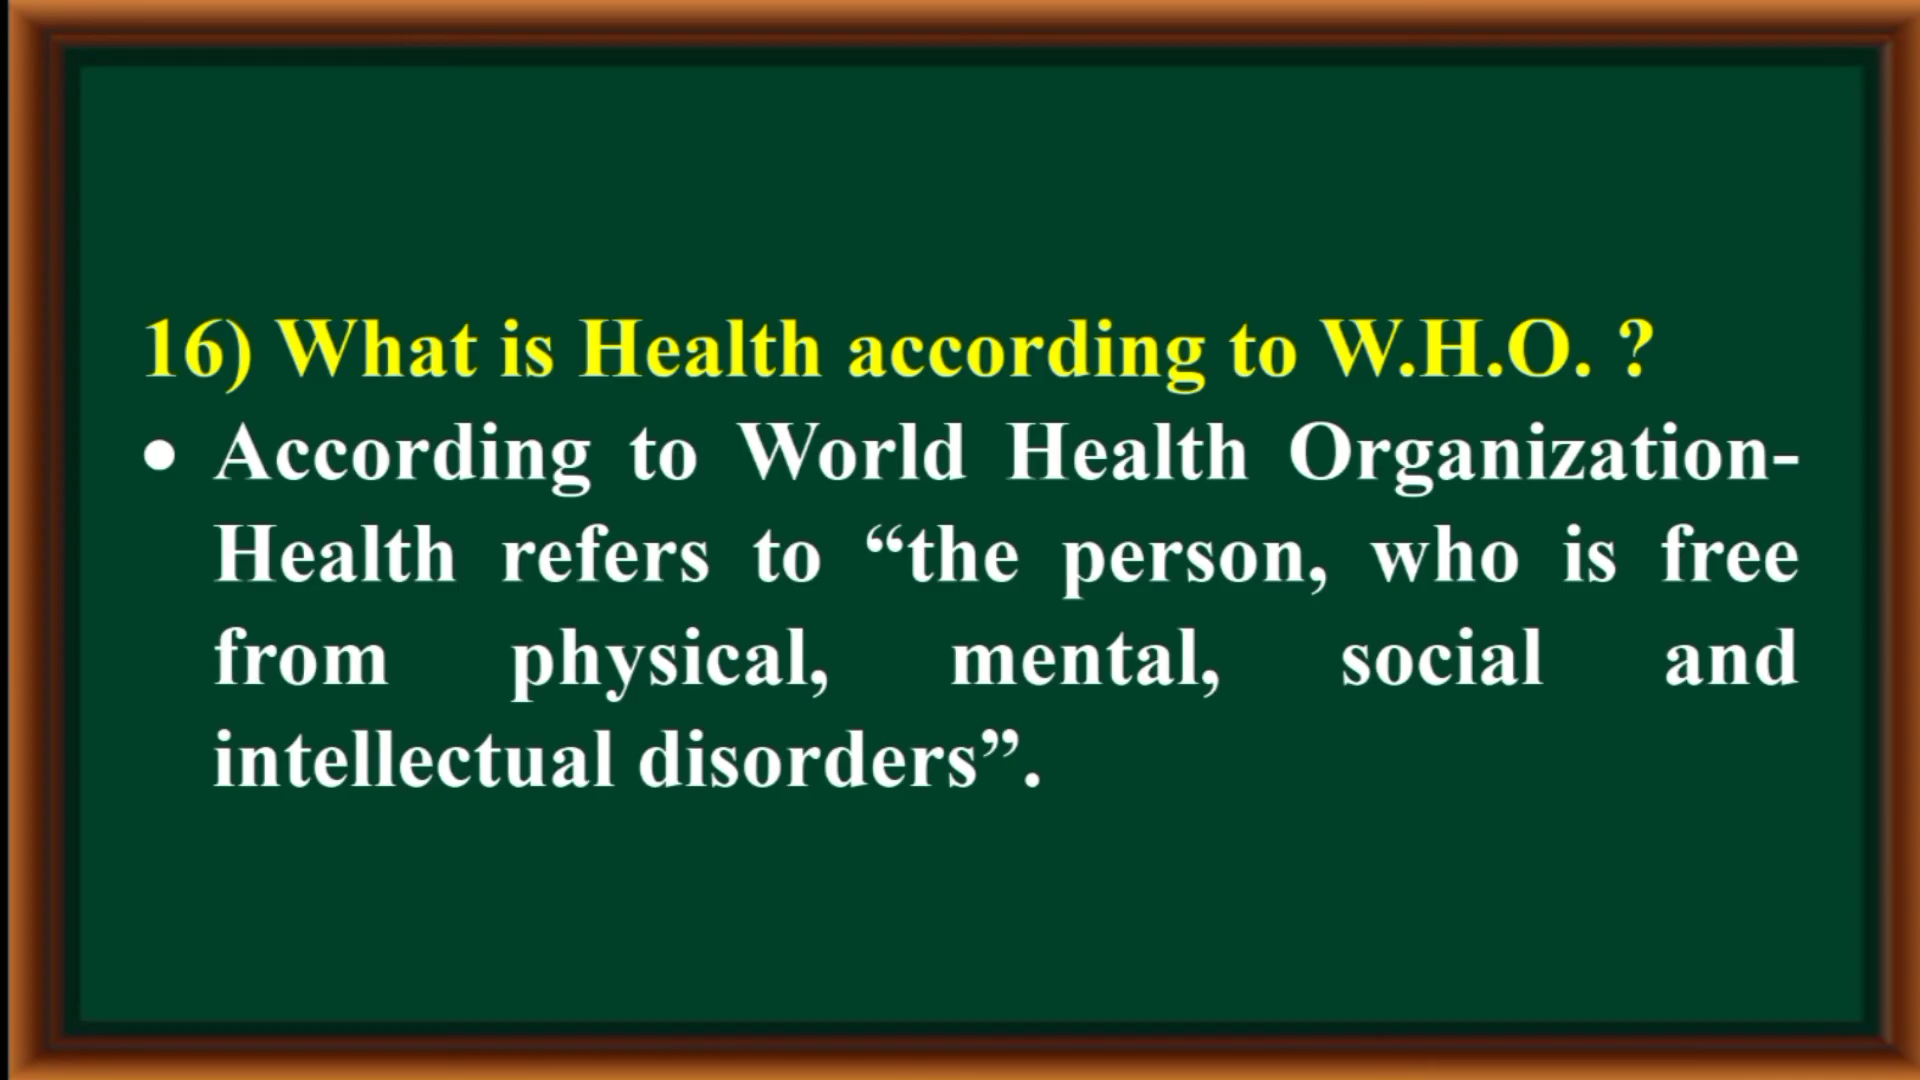 16) What is Health according to W.H.O. ?
• According to World Health Organization-
Health refers to “the person, who is free
from physical, mental, social and
intellectual disorders”.